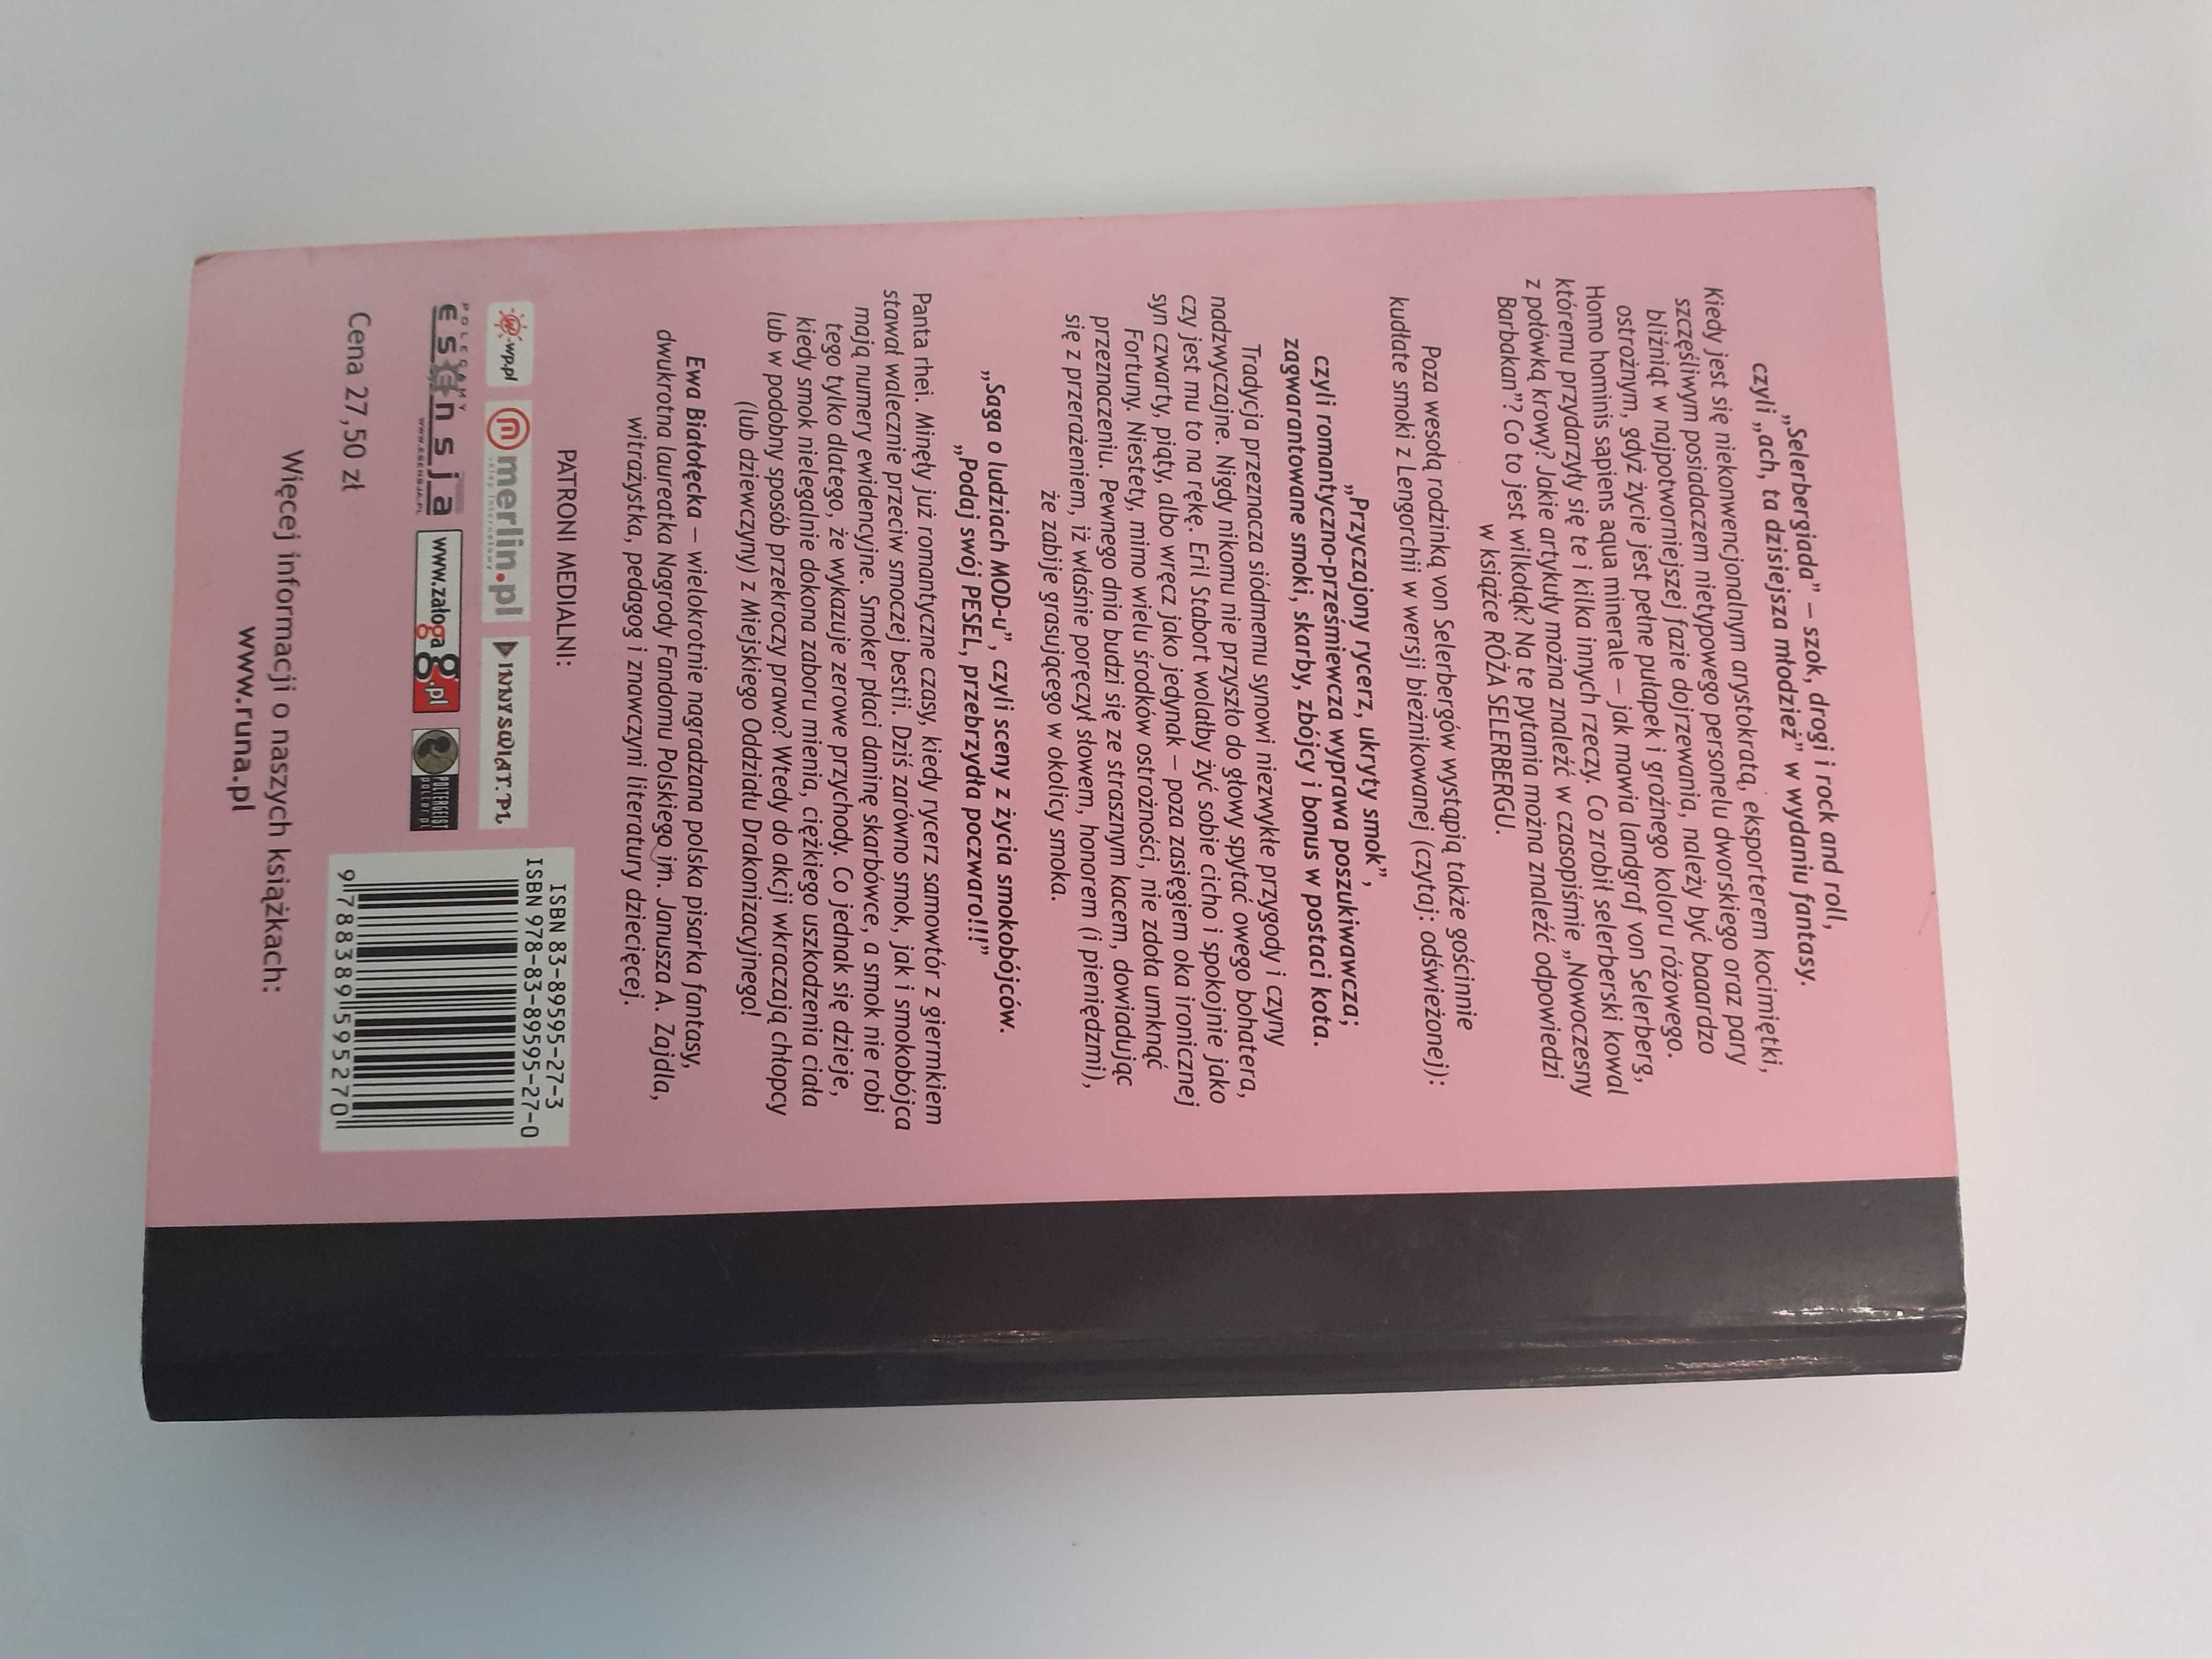 „Selerbergiada” – szok, drogi i rock and roll,
czyli „ach, ta dzisiejsza młodzież” w wydaniu fantasy.
Kiedy jest się niekonwencjonalnym arystokratą, eksporterem kocimiętki,
szczęśliwym posiadaczem nietypowego personelu dworskiego oraz pary
bliźniąt w najpotworniejszej fazie dojrzewania, należy być baaardzo
ostrożnym, gdyż życie jest pełne pułapek i groźnego koloru różowego.
Homo hominis sapiens aqua minerale – jak mawia landgraf von Selerberg,
któremu przydarzyły się te i kilka innych rzeczy. Co zrobił selerberski kowal
z połówką krowy? Jakie artykuły można znaleźć w czasopiśmie „Nowoczesny
Barbakan”? Co to jest wilkołąk? Na te pytania można znaleźć odpowiedzi
w książce RÓŻA SELERBERGU.
Poza wesołą rodzinką von Selerbergów wystąpią także gościnnie
kudłate smoki z Lengorchii w wersji bieżnikowanej (czytaj: odświeżonej):
„Przyczajony rycerz, ukryty smok”,
czyli romantyczno-prześmiewcza wyprawa poszukiwawcza;
zagwarantowane smoki, skarby, zbójcy i bonus w postaci kota.
Tradycja przeznacza siódmemu synowi niezwykłe przygody i czyny
nadzwyczajne. Nigdy nikomu nie przyszło do głowy spytać owego bohatera,
czy jest mu to na rękę. Eril Stabort wolałby żyć sobie cicho i spokojnie jako
syn czwarty, piąty, albo wręcz jako jedynak – poza zasięgiem oka ironicznej
Fortuny. Niestety, mimo wielu środków ostrożności, nie zdoła umknąć
przeznaczeniu. Pewnego dnia budzi się ze strasznym kacem, dowiadując
się z przerażeniem, iż właśnie poręczył słowem, honorem (i pieniędzmi),
że zabije grasującego w okolicy smoka.
„Saga o ludziach MOD-u”, czyli sceny z życia smokobójców.
„Podaj swój PESEL, przebrzydła poczwaro!!!”
Panta rhei. Minęły już romantyczne czasy, kiedy rycerz samowtór z giermkiem
stawał walecznie przeciw smoczej bestii. Dziś zarówno smok, jak i smokobójca
mają numery ewidencyjne. Smoker płaci daninę skarbówce, a smok nie robi
tego tylko dlatego, że wykazuje zerowe przychody. Co jednak się dzieje,
kiedy smok nielegalnie dokona zaboru mienia, ciężkiego uszkodzenia ciała
lub w podobny sposób przekroczy prawo? Wtedy do akcji wkraczają chłopcy
(lub dziewczyny) z Miejskiego Oddziału Drakonizacyjnego!
Ewa Białołęcka – wielokrotnie nagradzana polska pisarka fantasy,
dwukrotna laureatka Nagrody Fandomu Polskiego im. Janusza A. Zajdla,
witrażystka, pedagog i znawczyni literatury dziecięcej.
PATRONI MEDIALNI:
wp.pl merlin.pl INNYSWIAT.PL
sklep internetowy
POLECAMY
esensja www.załogag.pl POLTERGEIST
WWW.ESENSJA.PL polter.pl
ISBN 83-89595-27-3
ISBN 978-83-89595-27-0
9 788389 595270
Cena 27,50 zł
Więcej informacji o naszych książkach:
www.runa.pl